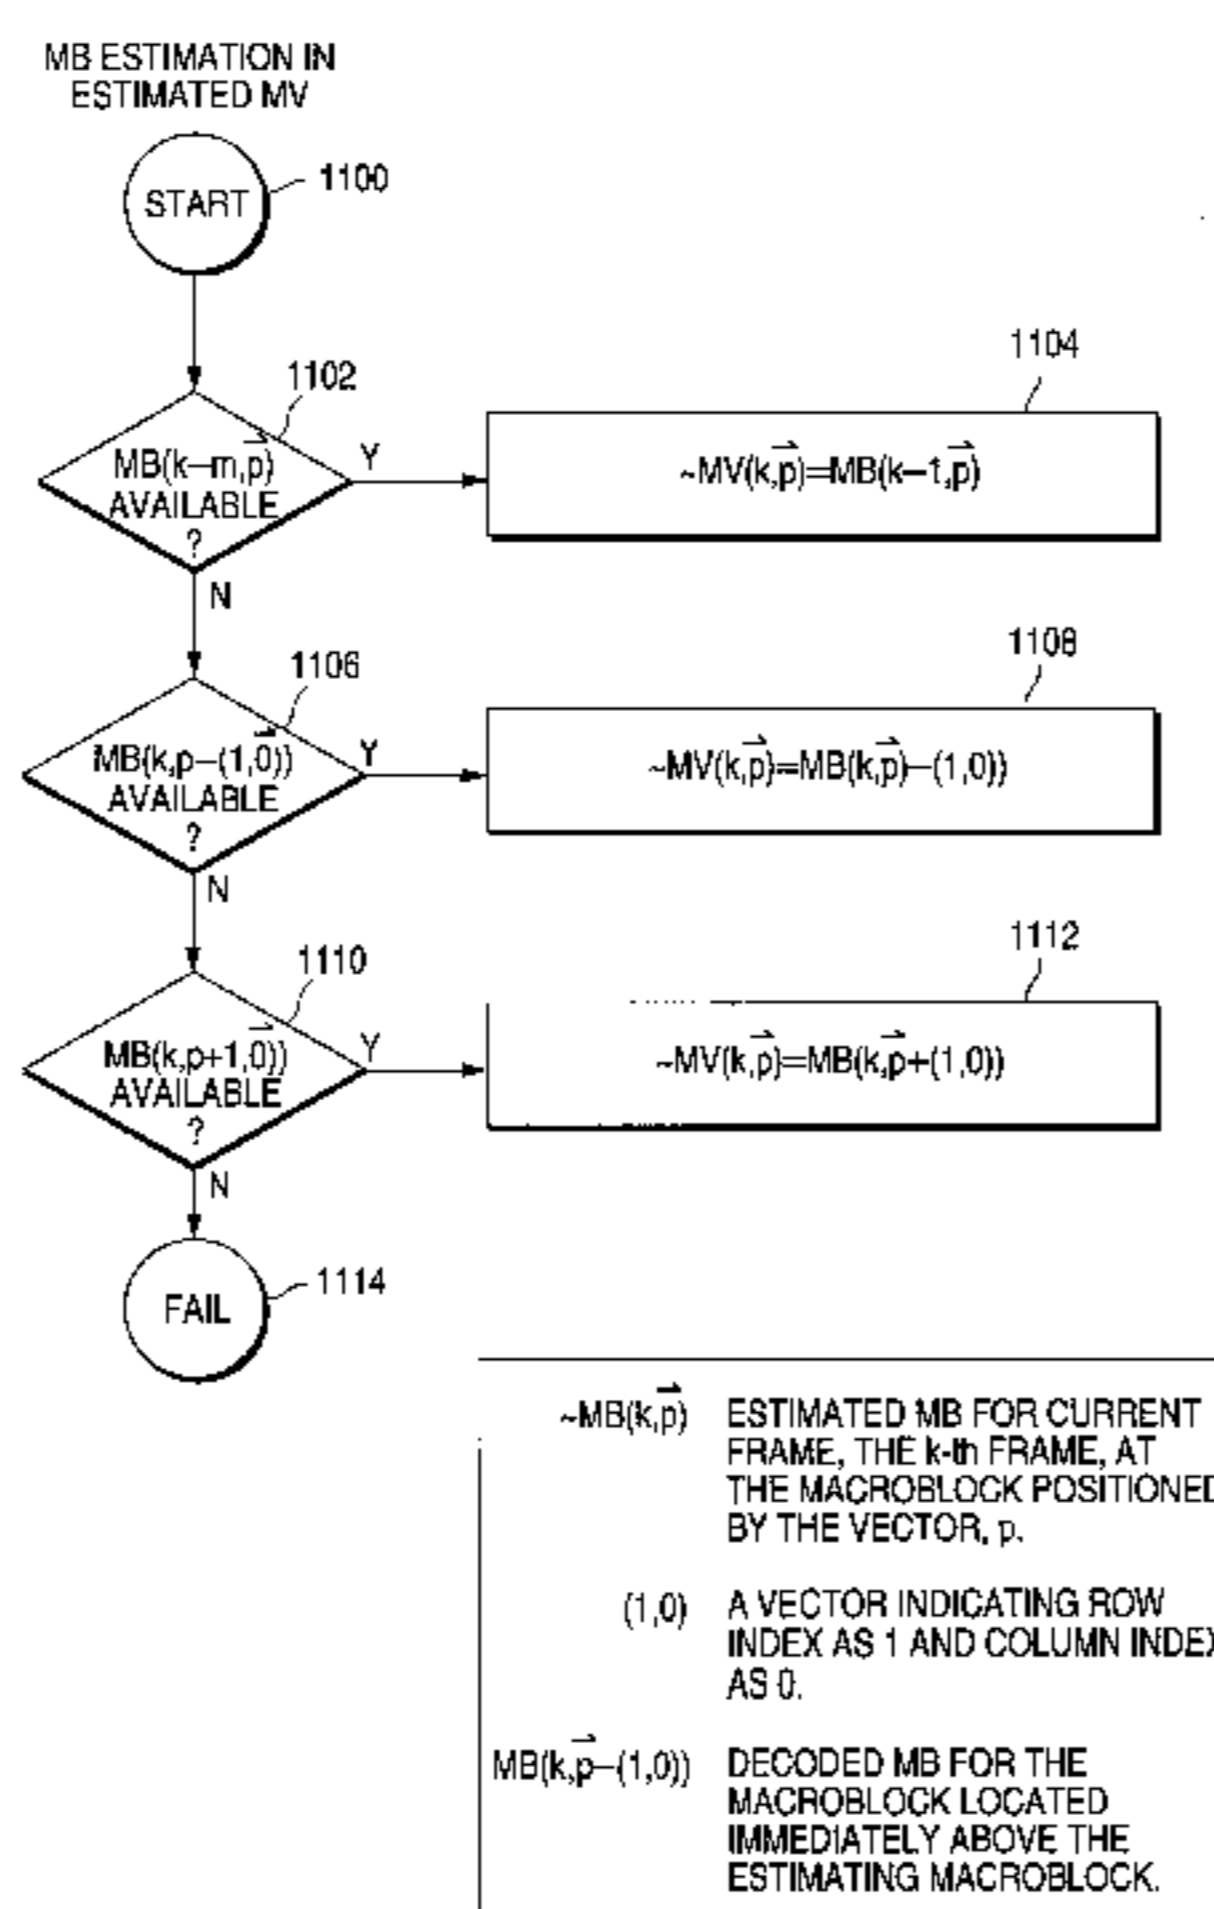 MB ESTIMATION IN
ESTIMATED MV
START
1100
1102
MB(k–m,p⃗)
AVAILABLE
?
Y
N
1104
~MV(k,p⃗)=MB(k–1,p⃗)
1106
MB(k,p–(1,0⃗))
AVAILABLE
?
Y
N
1108
~MV(k,p⃗)=MB(k,p⃗)–(1,0))
1110
MB(k,p+1,0⃗))
AVAILABLE
?
Y
N
1112
~MV(k,p⃗)=MB(k,p⃗+(1,0))
FAIL
1114
~MB(k,p⃗) ESTIMATED MB FOR CURRENT
FRAME, THE k-th FRAME, AT
THE MACROBLOCK POSITIONED
BY THE VECTOR, p.
(1,0) A VECTOR INDICATING ROW
INDEX AS 1 AND COLUMN INDEX
AS 0.
MB(k,p⃗–(1,0)) DECODED MB FOR THE
MACROBLOCK LOCATED
IMMEDIATELY ABOVE THE
ESTIMATING MACROBLOCK.